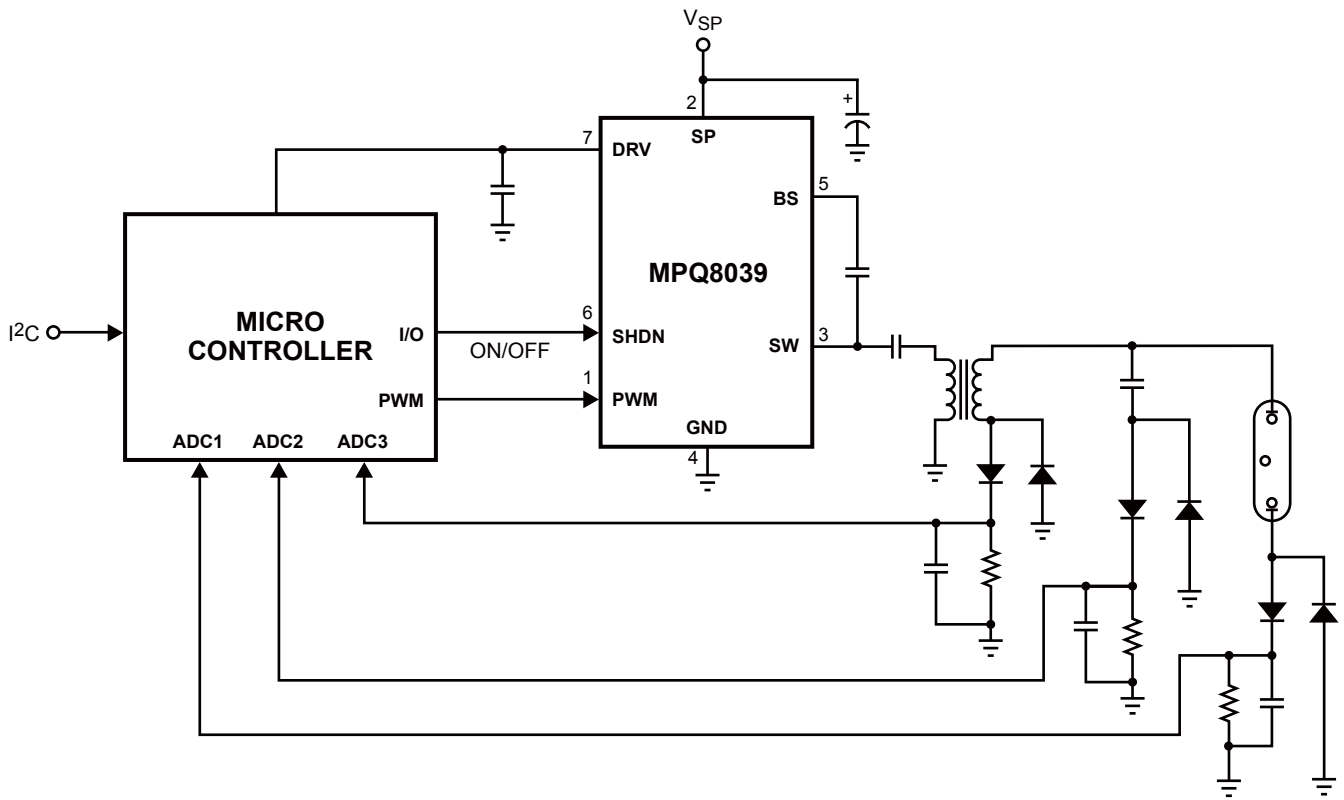 VSP
2
SP
7
DRV
+
5
BS
MPQ8039
MICRO
CONTROLLER
I²C
I/O
ON/OFF
6
SHDN
3
SW
PWM
1
PWM
GND
4
ADC1
ADC2
ADC3